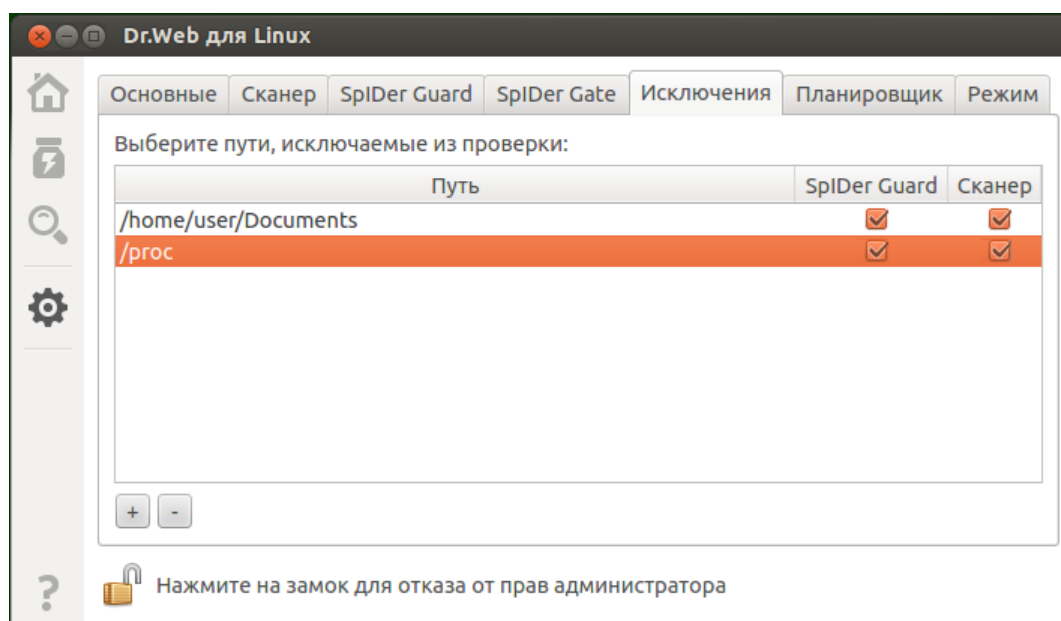 Dr.Web для Linux
Основные Сканер SpIDer Guard SpIDer Gate Исключения Планировщик Режим
Выберите пути, исключаемые из проверки:
Путь SpIDer Guard Сканер
/home/user/Documents
/proc
+ -
? Нажмите на замок для отказа от прав администратора